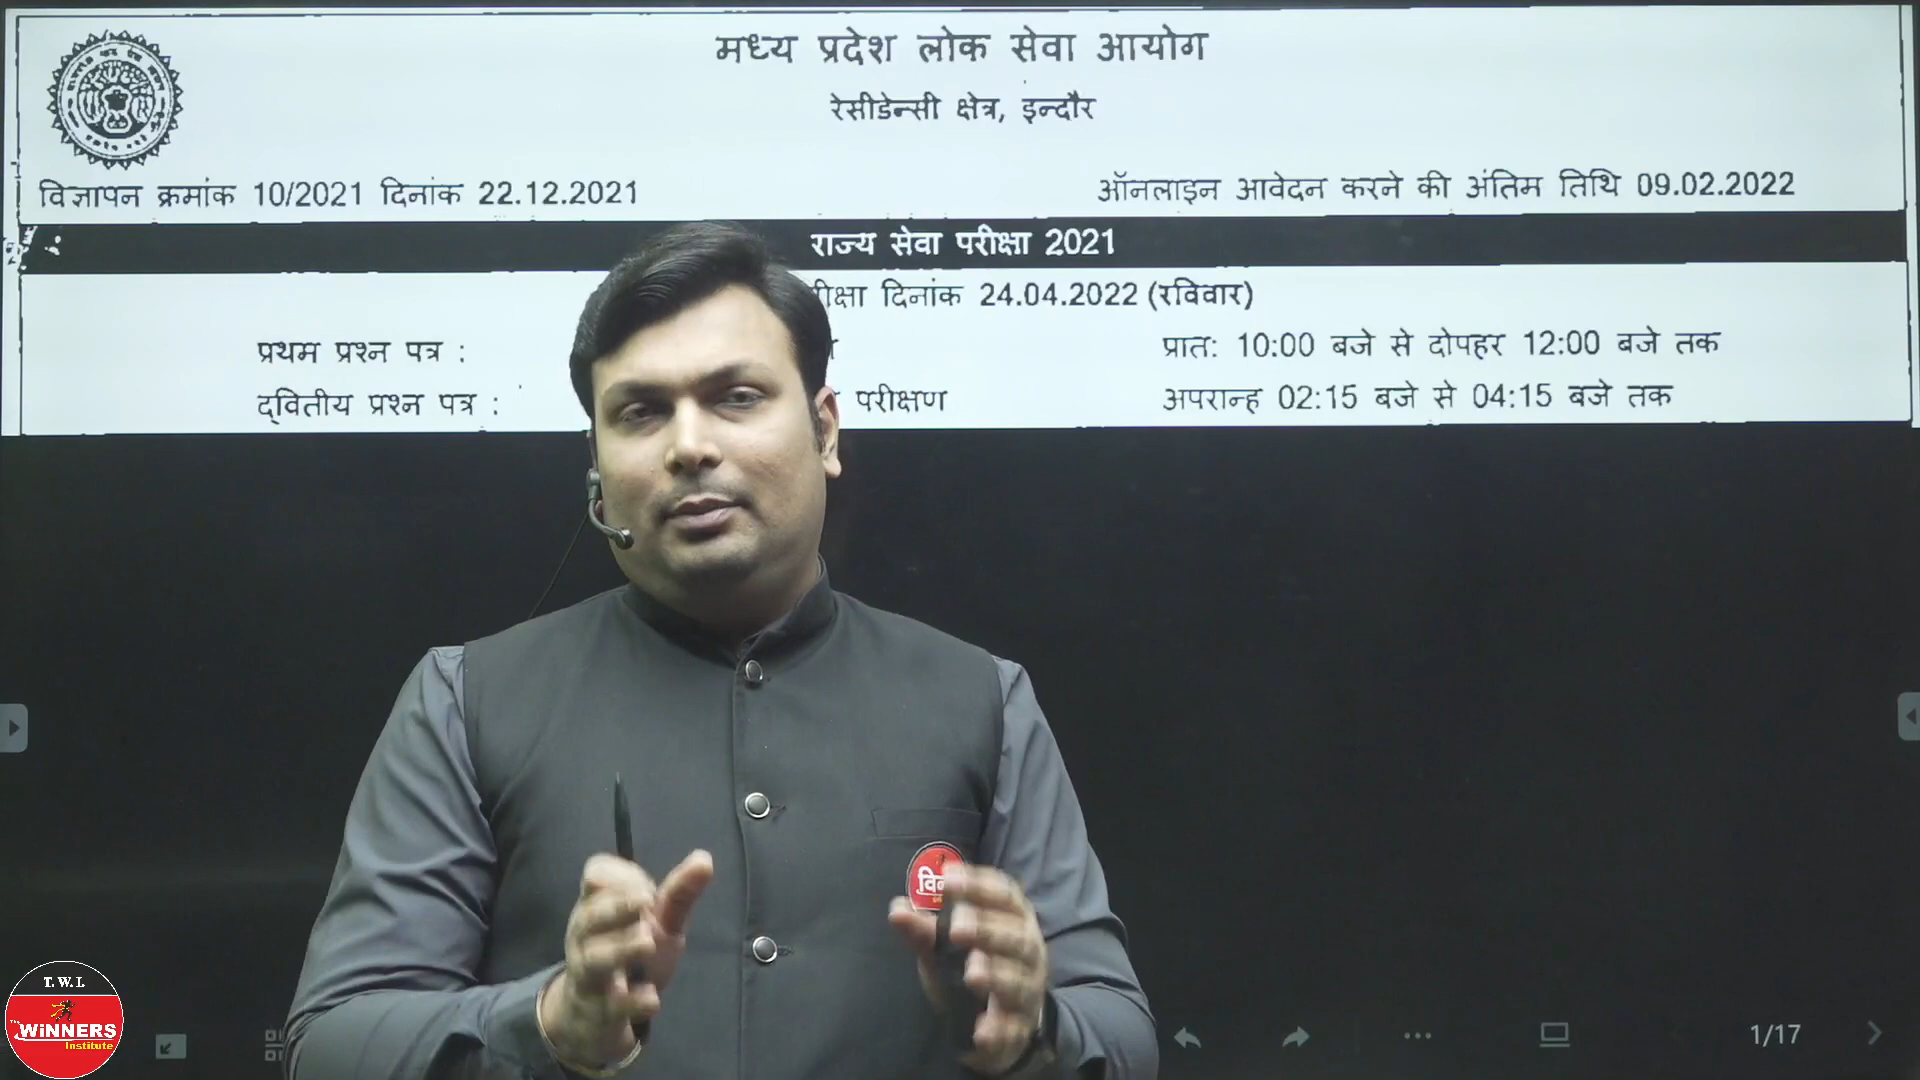 मध्य प्रदेश लोक सेवा आयोग
रेसीडेन्सी क्षेत्र, इन्दौर
विज्ञापन क्रमांक 10/2021 दिनांक 22.12.2021
ऑनलाइन आवेदन करने की अंतिम तिथि 09.02.2022
राज्य सेवा परीक्षा 2021
दिनांक 24.04.2022 (रविवार)
प्रथम प्रश्न पत्र :
प्रात: 10:00 बजे से दोपहर 12:00 बजे तक
द्वितीय प्रश्न पत्र :
परीक्षण
अपरान्ह 02:15 बजे से 04:15 बजे तक
T.W.I.
The WiNNERS
Institute
1/17